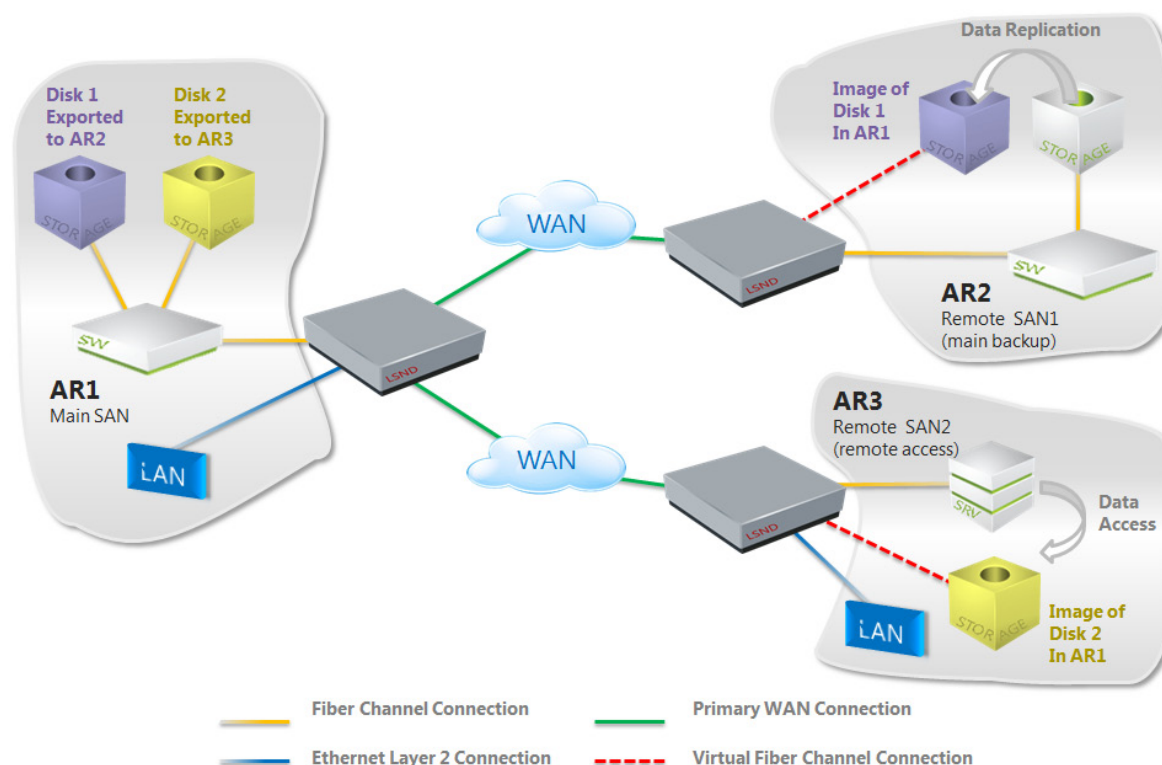 Data Replication
Disk 1
Exported
to AR2
Disk 2
Exported
to AR3
STORAGE
STORAGE
Image of
Disk 1
In AR1
STORAGE
STORAGE
WAN
LSND
SW
AR2
Remote SAN1
(main backup)
SW
LSND
AR1
Main SAN
LAN
WAN
LSND
AR3
Remote SAN2
(remote access)
SRV
Data
Access
LAN
STORAGE
Image of
Disk 2
In AR1
Fiber Channel Connection
Primary WAN Connection
Ethernet Layer 2 Connection
Virtual Fiber Channel Connection